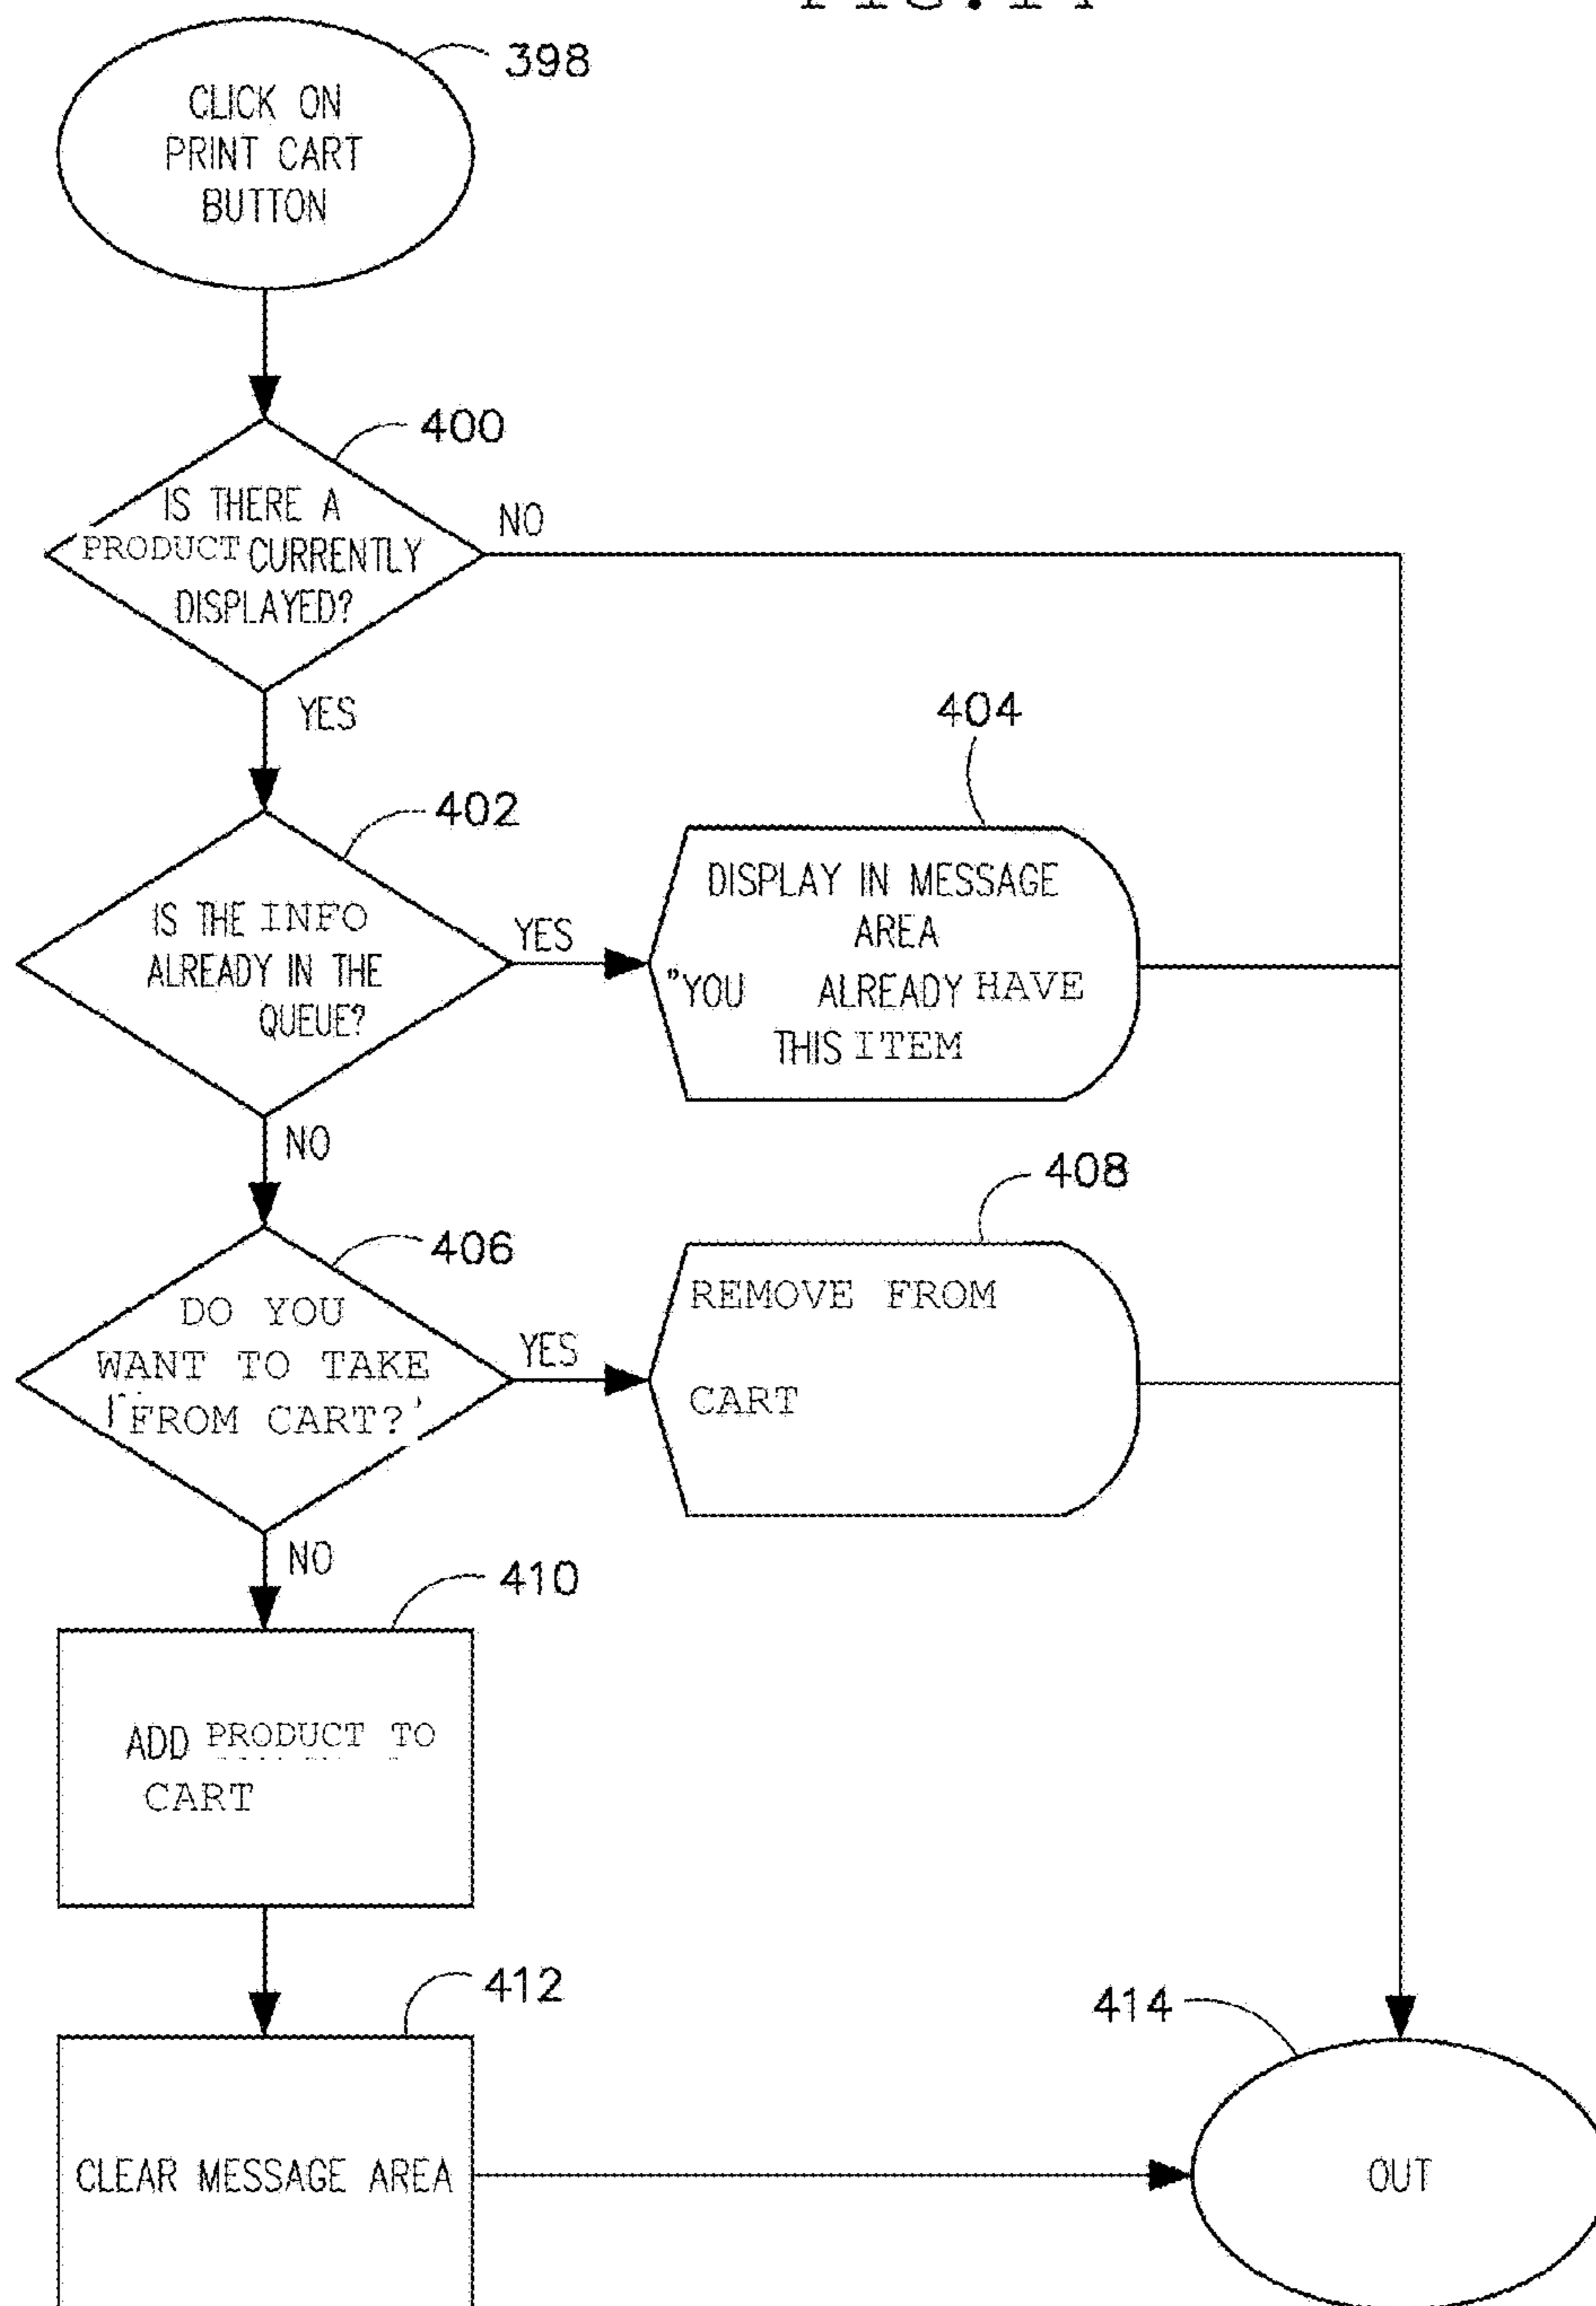 398
CLICK ON
PRINT CART
BUTTON
400
IS THERE A
PRODUCT CURRENTLY
DISPLAYED?
NO
YES
402
IS THE INFO
ALREADY IN THE
QUEUE?
YES
404
DISPLAY IN MESSAGE
AREA
"YOU ALREADY HAVE
THIS ITEM
NO
406
DO YOU
WANT TO TAKE
FROM CART?
YES
408
REMOVE FROM
CART
NO
410
ADD PRODUCT TO
CART
412
CLEAR MESSAGE AREA
414
OUT